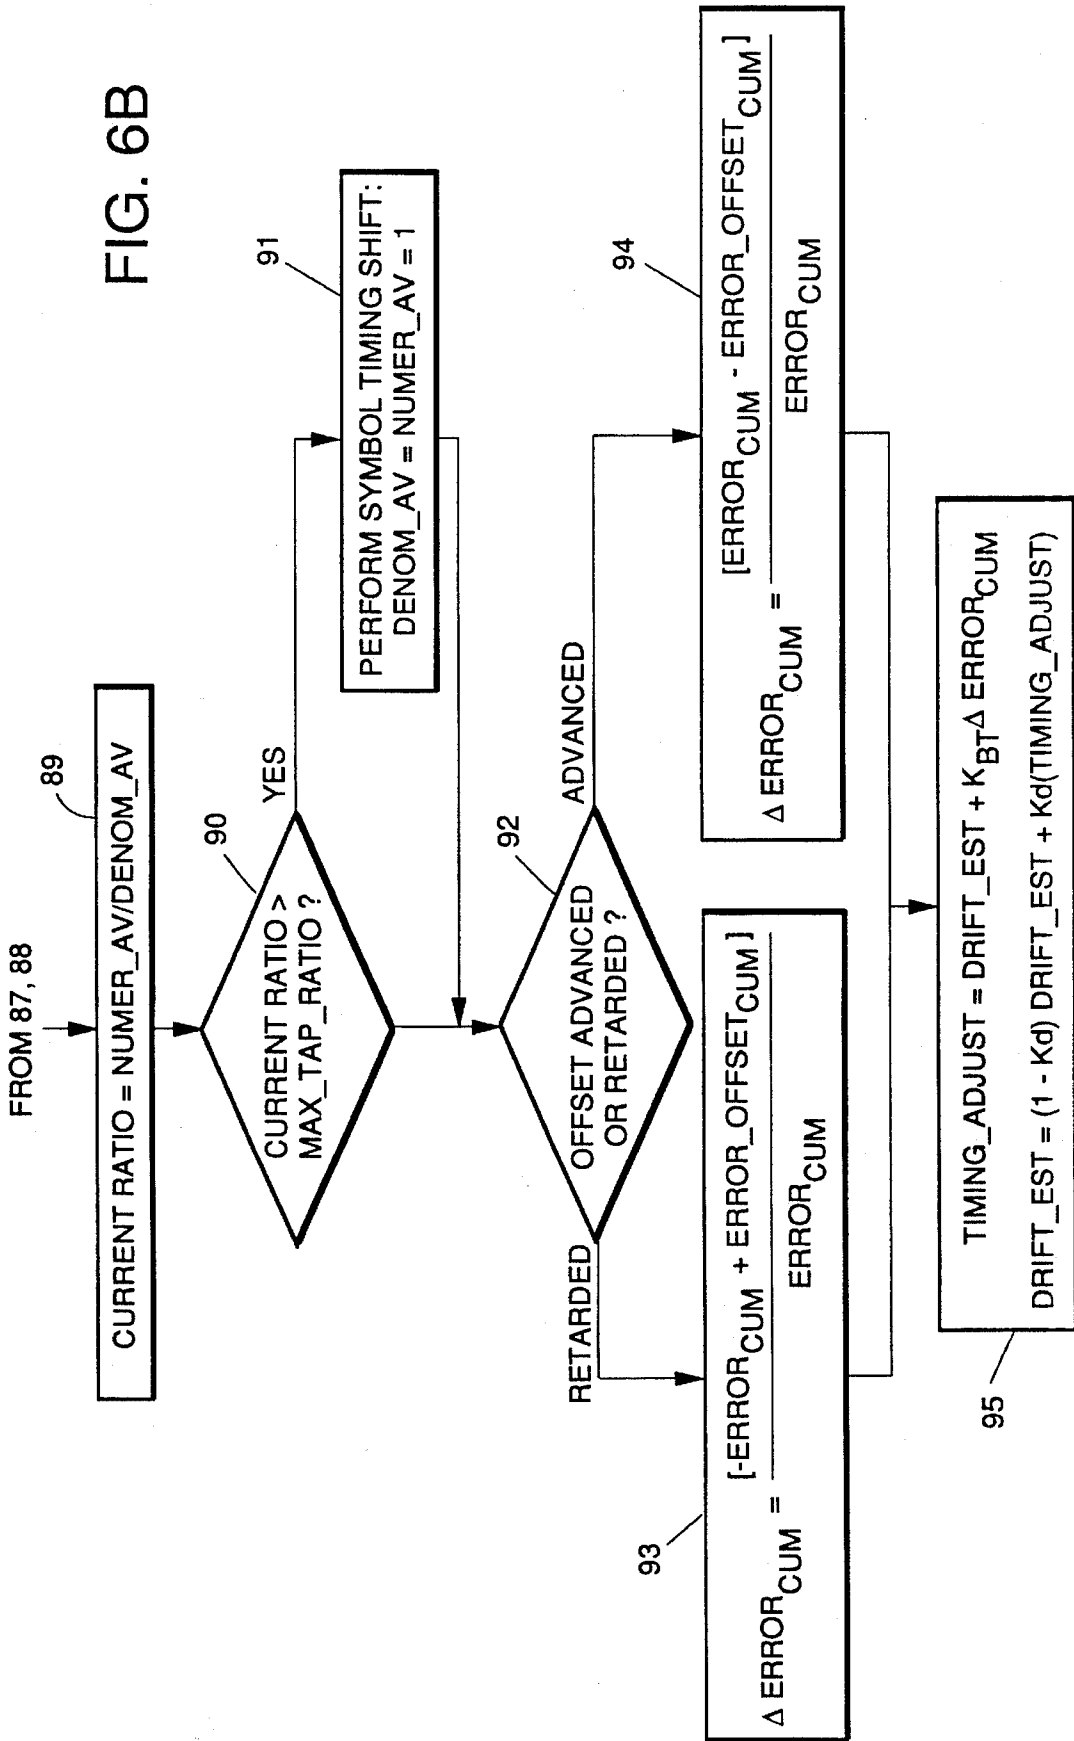 FIG. 6B
FROM 87, 88
89
CURRENT RATIO = NUMER_AV/DENOM_AV
90
CURRENT RATIO >
MAX_TAP_RATIO ?
YES
91
PERFORM SYMBOL TIMING SHIFT:
DENOM_AV = NUMER_AV = 1
92
OFFSET ADVANCED
OR RETARDED ?
RETARDED
ADVANCED
93
Δ ERROR_CUM = [-ERROR_CUM + ERROR_OFFSET_CUM]
ERROR_CUM
94
Δ ERROR_CUM = [ERROR_CUM - ERROR_OFFSET_CUM]
ERROR_CUM
95
TIMING_ADJUST = DRIFT_EST + K_BT Δ ERROR_CUM
DRIFT_EST = (1 - Kd) DRIFT_EST + Kd(TIMING_ADJUST)